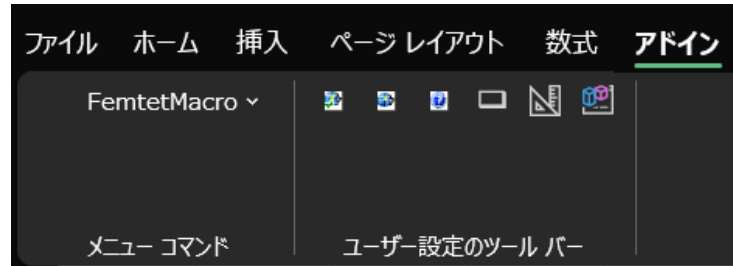 ファイル ホーム 挿入 ページ レイアウト 数式 アドイン
FemtetMacro
メニュー コマンド ユーザー設定のツール バー